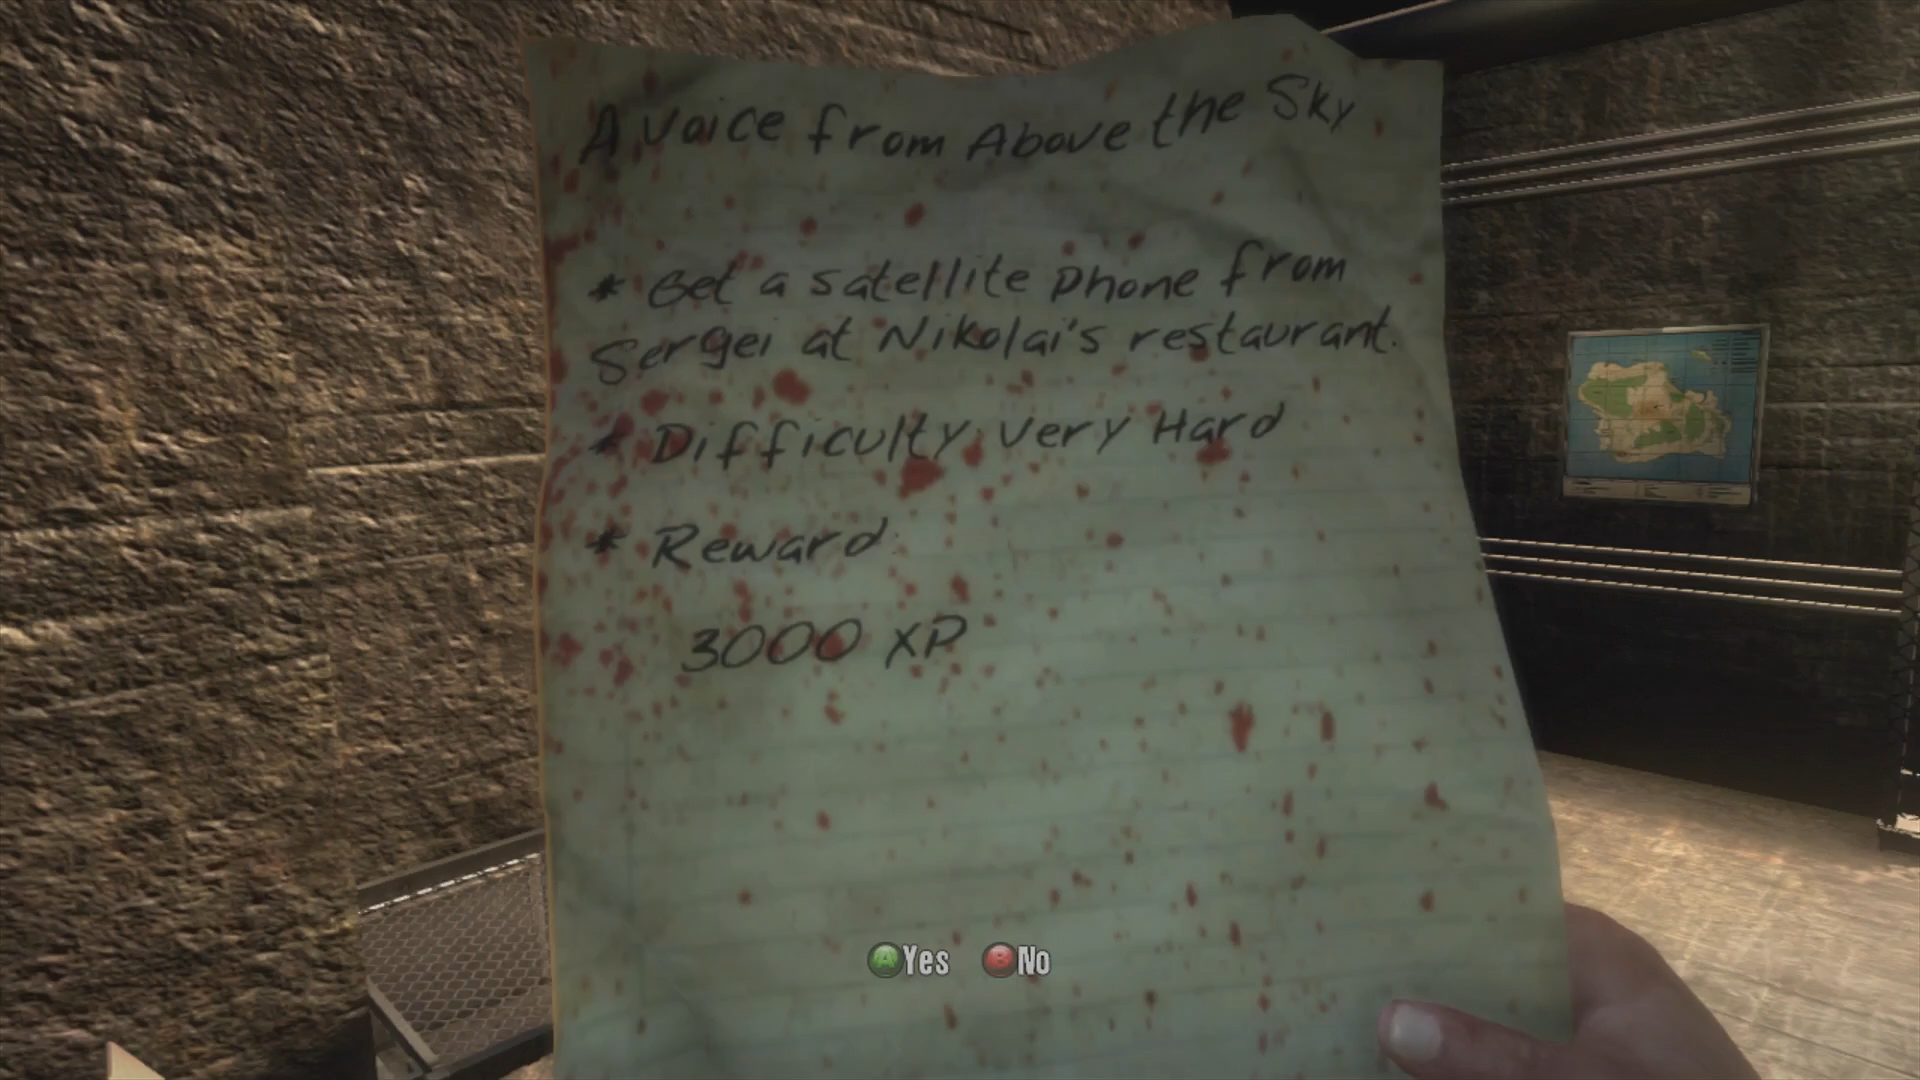 A Voice from Above the Sky
* Get a satellite phone from
Sergei at Nikolai's restaurant.
* Difficulty: Very Hard
* Reward:
3000 XP
A Yes B No